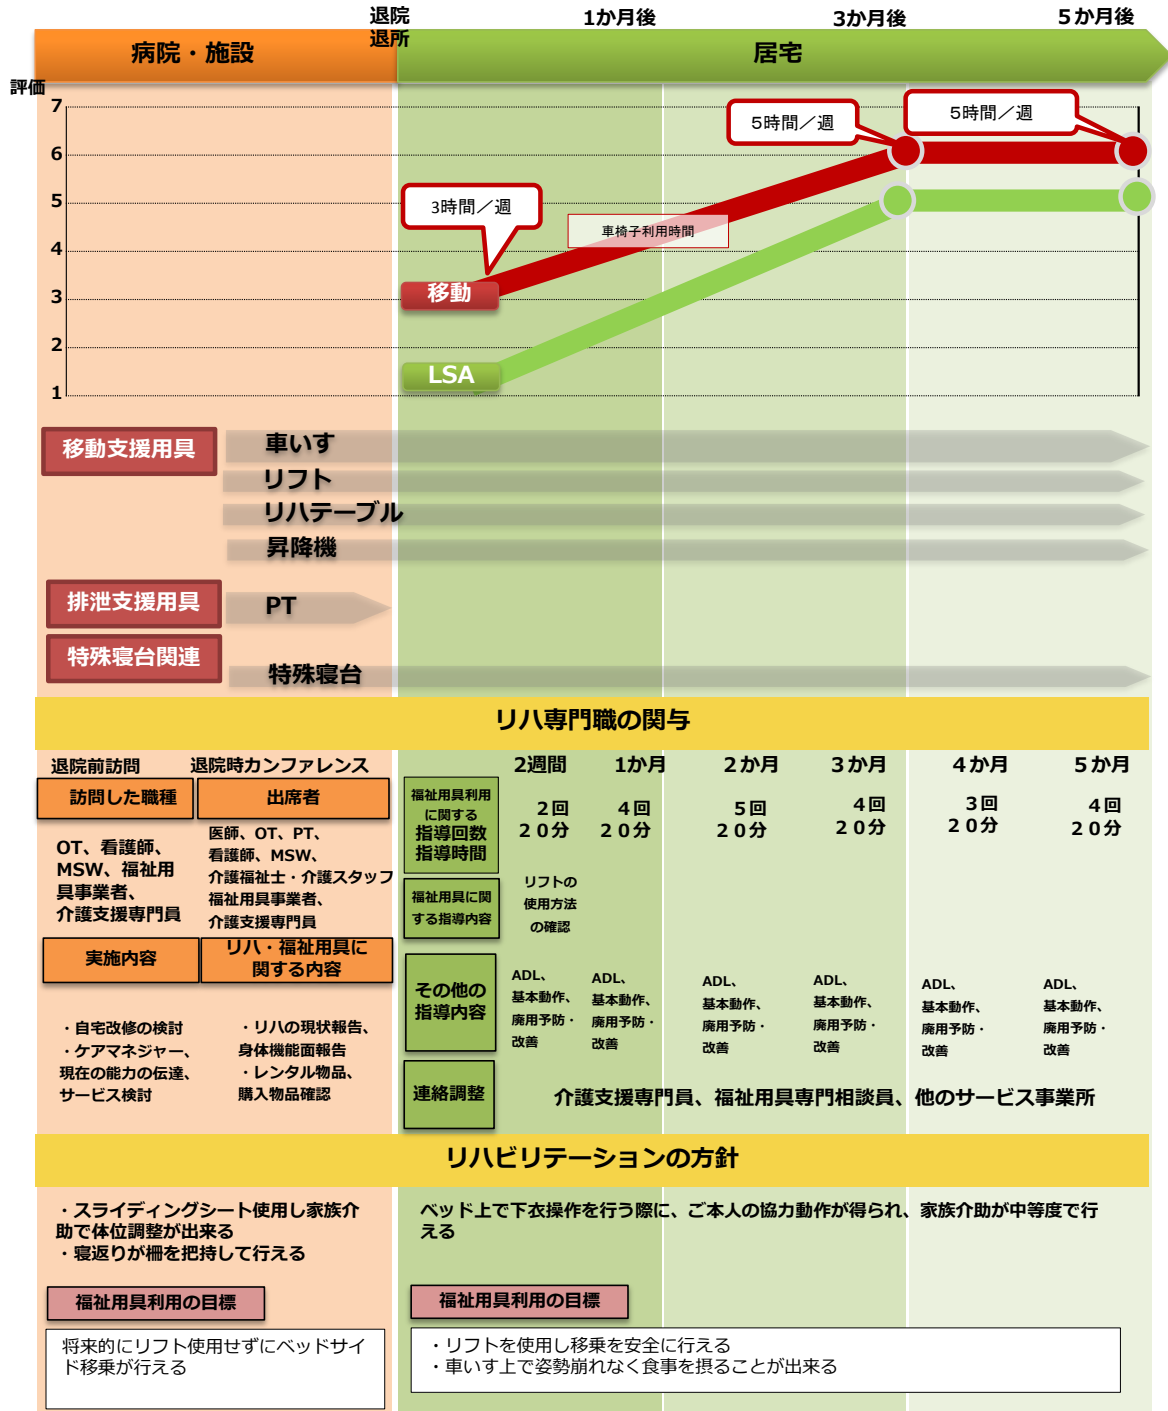 退院
退所
1か月後
3か月後
５か月後
病院・施設
居宅
評価
7
6
5
4
3
2
1
5時間／週
5時間／週
3時間／週
車椅子利用時間
移動
LSA
移動支援用具
車いす
リフト
リハテーブル
昇降機
排泄支援用具
PT
特殊寝台関連
特殊寝台
リハ専門職の関与
退院前訪問
退院時カンファレンス
訪問した職種
出席者
OT、看護師、
MSW、福祉用
具事業者、
介護支援専門員
医師、OT、PT、
看護師、MSW、
介護福祉士・介護スタッフ
福祉用具事業者、
介護支援専門員
実施内容
リハ・福祉用具に
関する内容
・自宅改修の検討
・ケアマネジャー、
現在の能力の伝達、
サービス検討
・リハの現状報告、
身体機能面報告
・レンタル物品、
購入物品確認
2週間
1か月
２か月
３か月
４か月
５か月
福祉用具利用
に関する
指導回数
指導時間
２回
２０分
４回
２０分
５回
２０分
４回
２０分
３回
２０分
４回
２０分
福祉用具に関
する指導内容
リフトの
使用方法
の確認
その他の
指導内容
ADL、
基本動作、
廃用予防・
改善
ADL、
基本動作、
廃用予防・
改善
ADL、
基本動作、
廃用予防・
改善
ADL、
基本動作、
廃用予防・
改善
ADL、
基本動作、
廃用予防・
改善
ADL、
基本動作、
廃用予防・
改善
連絡調整
介護支援専門員、福祉用具専門相談員、他のサービス事業所
リハビリテーションの方針
・スライディングシート使用し家族介
助で体位調整が出来る
・寝返りが柵を把持して行える
ベッド上で下衣操作を行う際に、ご本人の協力動作が得られ、家族介助が中等度で行
える
福祉用具利用の目標
将来的にリフト使用せずにベッドサイ
ド移乗が行える
福祉用具利用の目標
・リフトを使用し移乗を安全に行える
・車いす上で姿勢崩れなく食事を摂ることが出来る